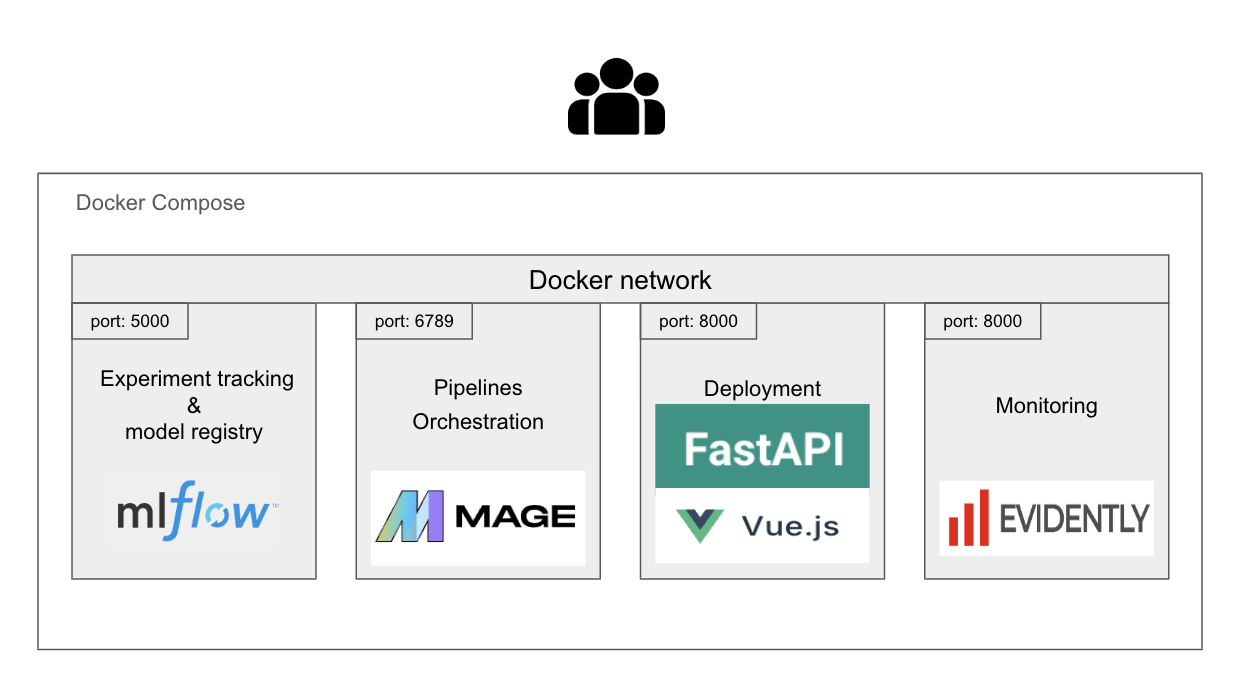 Docker Compose
Docker network
port: 5000
Experiment tracking
&
model registry
mlflow™
port: 6789
Pipelines
Orchestration
MAGE
port: 8000
Deployment
FastAPI
Vue.js
port: 8000
Monitoring
EVIDENTLY